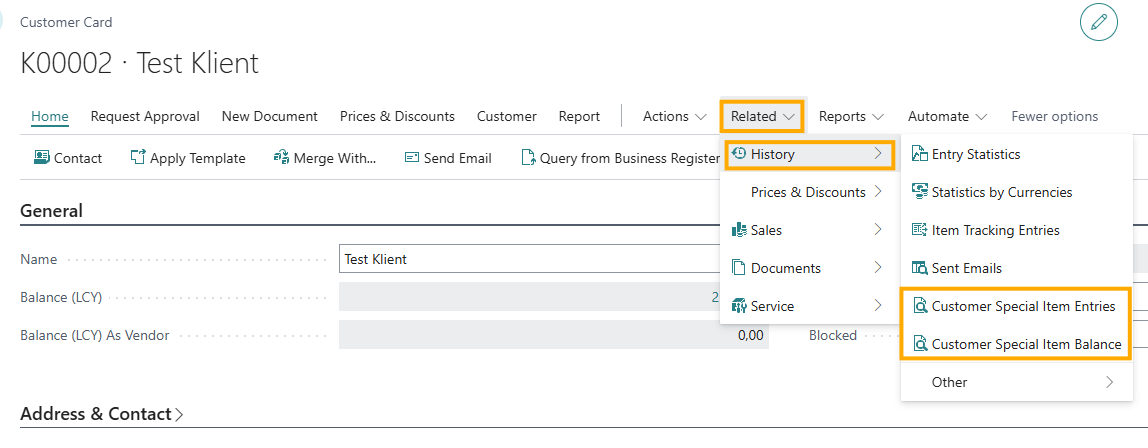 Customer Card
K00002 · Test Klient
Home Request Approval New Document Prices & Discounts Customer Report Actions Related Reports Automate Fewer options
Contact Apply Template Merge With... Send Email Query from Business Register
History
Prices & Discounts
Sales
Documents
Service
Entry Statistics
Statistics by Currencies
Item Tracking Entries
Sent Emails
Customer Special Item Entries
Customer Special Item Balance
Other
General
Name Test Klient
Balance (LCY) 2
Balance (LCY) As Vendor 0,00 Blocked
Address & Contact